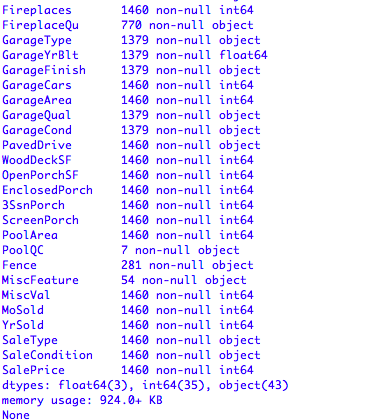 Fireplaces 1460 non-null int64
FireplaceQu 770 non-null object
GarageType 1379 non-null object
GarageYrBlt 1379 non-null float64
GarageFinish 1379 non-null object
GarageCars 1460 non-null int64
GarageArea 1460 non-null int64
GarageQual 1379 non-null object
GarageCond 1379 non-null object
PavedDrive 1460 non-null object
WoodDeckSF 1460 non-null int64
OpenPorchSF 1460 non-null int64
EnclosedPorch 1460 non-null int64
3SsnPorch 1460 non-null int64
ScreenPorch 1460 non-null int64
PoolArea 1460 non-null int64
PoolQC 7 non-null object
Fence 281 non-null object
MiscFeature 54 non-null object
MiscVal 1460 non-null int64
MoSold 1460 non-null int64
YrSold 1460 non-null int64
SaleType 1460 non-null object
SaleCondition 1460 non-null object
SalePrice 1460 non-null int64
dtypes: float64(3), int64(35), object(43)
memory usage: 924.0+ KB
None